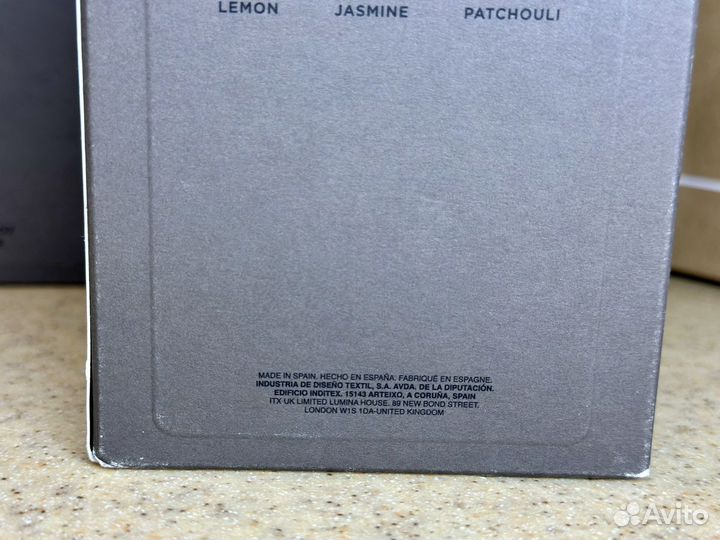 LEMON JASMINE PATCHOULI
MADE IN SPAIN. HECHO EN ESPAÑA. FABRIQUÉ EN ESPAGNE.
INDUSTRIA DE DISEÑO TEXTIL, S.A. AVDA. DE LA DIPUTACIÓN.
EDIFICIO INDITEX. 15143 ARTEIXO, A CORUÑA, SPAIN
ITX UK LIMITED LUMINA HOUSE. 89 NEW BOND STREET.
LONDON W1S 1DA-UNITED KINGDOM
Avito